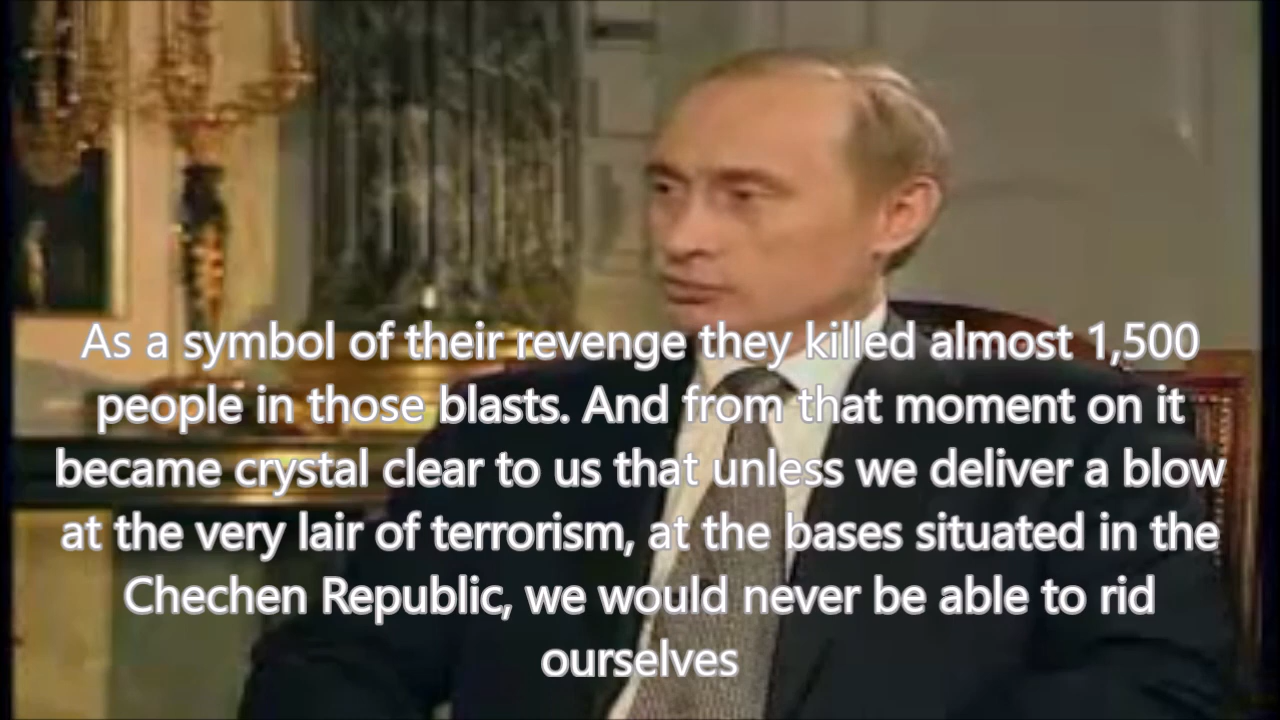 As a symbol of their revenge they killed almost 1,500
people in those blasts. And from that moment on it
became crystal clear to us that unless we deliver a blow
at the very lair of terrorism, at the bases situated in the
Chechen Republic, we would never be able to rid
ourselves